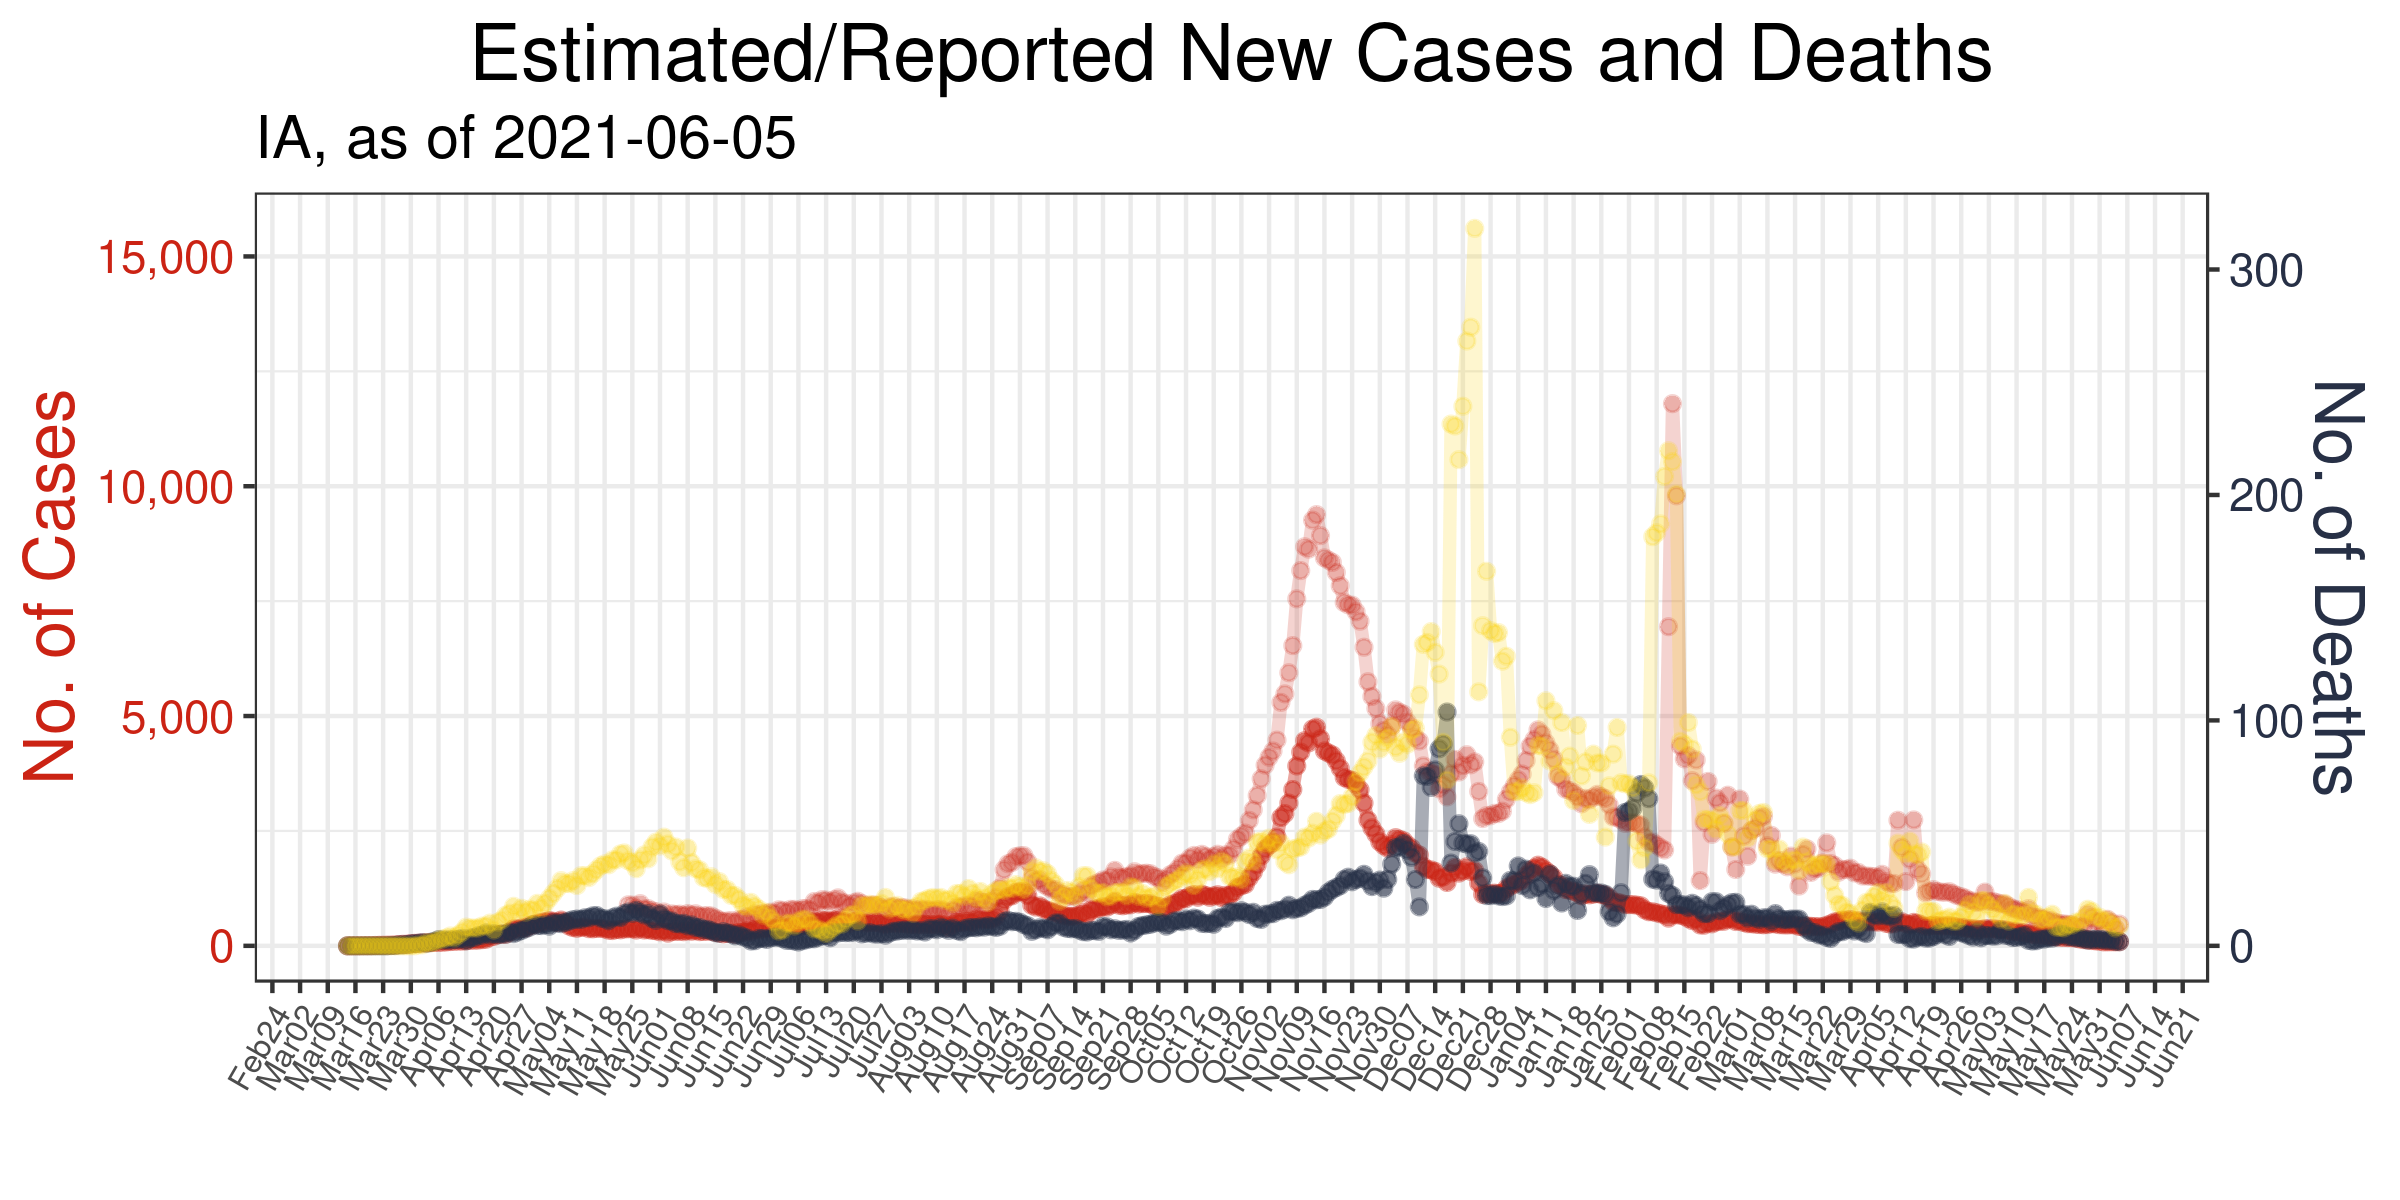 Estimated/Reported New Cases and Deaths
IA, as of 2021-06-05
No. of Cases
15,000
10,000
5,000
0
No. of Deaths
300
200
100
0
Feb24
Mar02
Mar09
Mar16
Mar23
Mar30
Apr06
Apr13
Apr20
Apr27
May04
May11
May18
May25
Jun01
Jun08
Jun15
Jun22
Jun29
Jul06
Jul13
Jul20
Jul27
Aug03
Aug10
Aug17
Aug24
Aug31
Sep07
Sep14
Sep21
Sep28
Oct05
Oct12
Oct19
Oct26
Nov02
Nov09
Nov16
Nov23
Nov30
Dec07
Dec14
Dec21
Dec28
Jan04
Jan11
Jan18
Jan25
Feb01
Feb08
Feb15
Feb22
Mar01
Mar08
Mar15
Mar22
Mar29
Apr05
Apr12
Apr19
Apr26
May03
May10
May17
May24
May31
Jun07
Jun14
Jun21